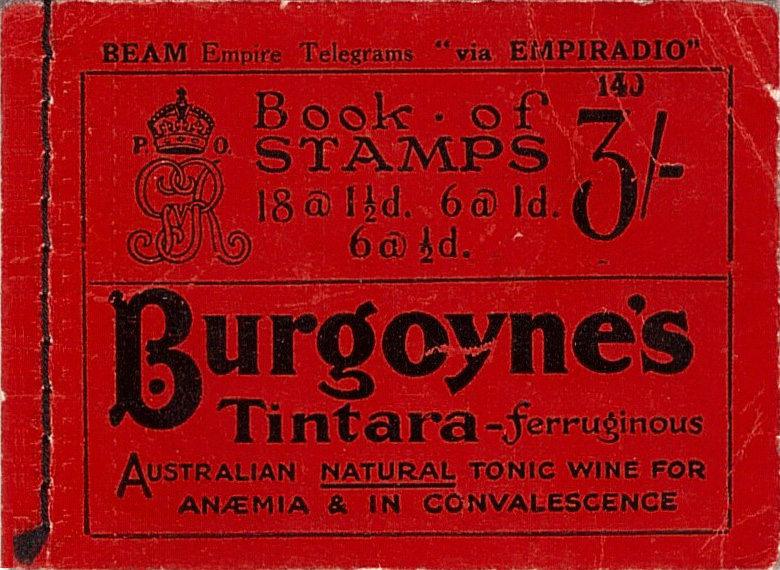 BEAM Empire Telegrams "via EMPIRADIO"
140
P. O.
GR
Book · of 3/-
STAMPS
18 @ 1½d. 6 @ 1d.
6 @ ½d.
Burgoyne's
Tintara-ferruginous
AUSTRALIAN NATURAL TONIC WINE FOR
ANÆMIA & IN CONVALESCENCE